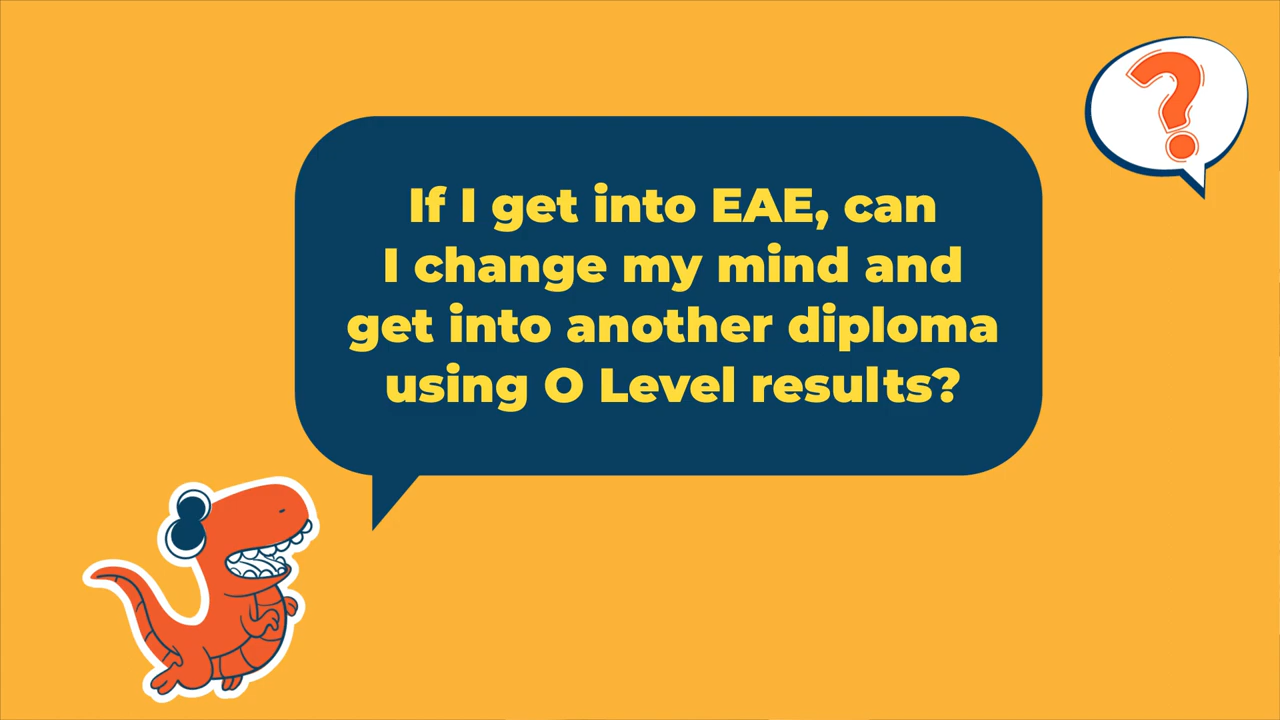 If I get into EAE, can
I change my mind and
get into another diploma
using O Level results?
?